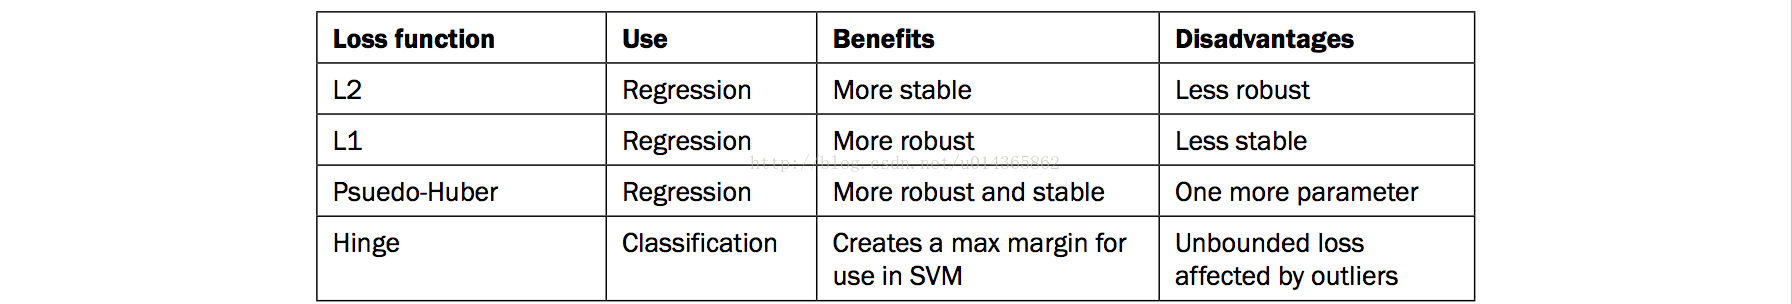 Loss function Use Benefits Disadvantages
L2 Regression More stable Less robust
L1 Regression More robust Less stable
http://blog.csdn.net/u014365862
Psuedo-Huber Regression More robust and stable One more parameter
Hinge Classification Creates a max margin for Unbounded loss
use in SVM affected by outliers